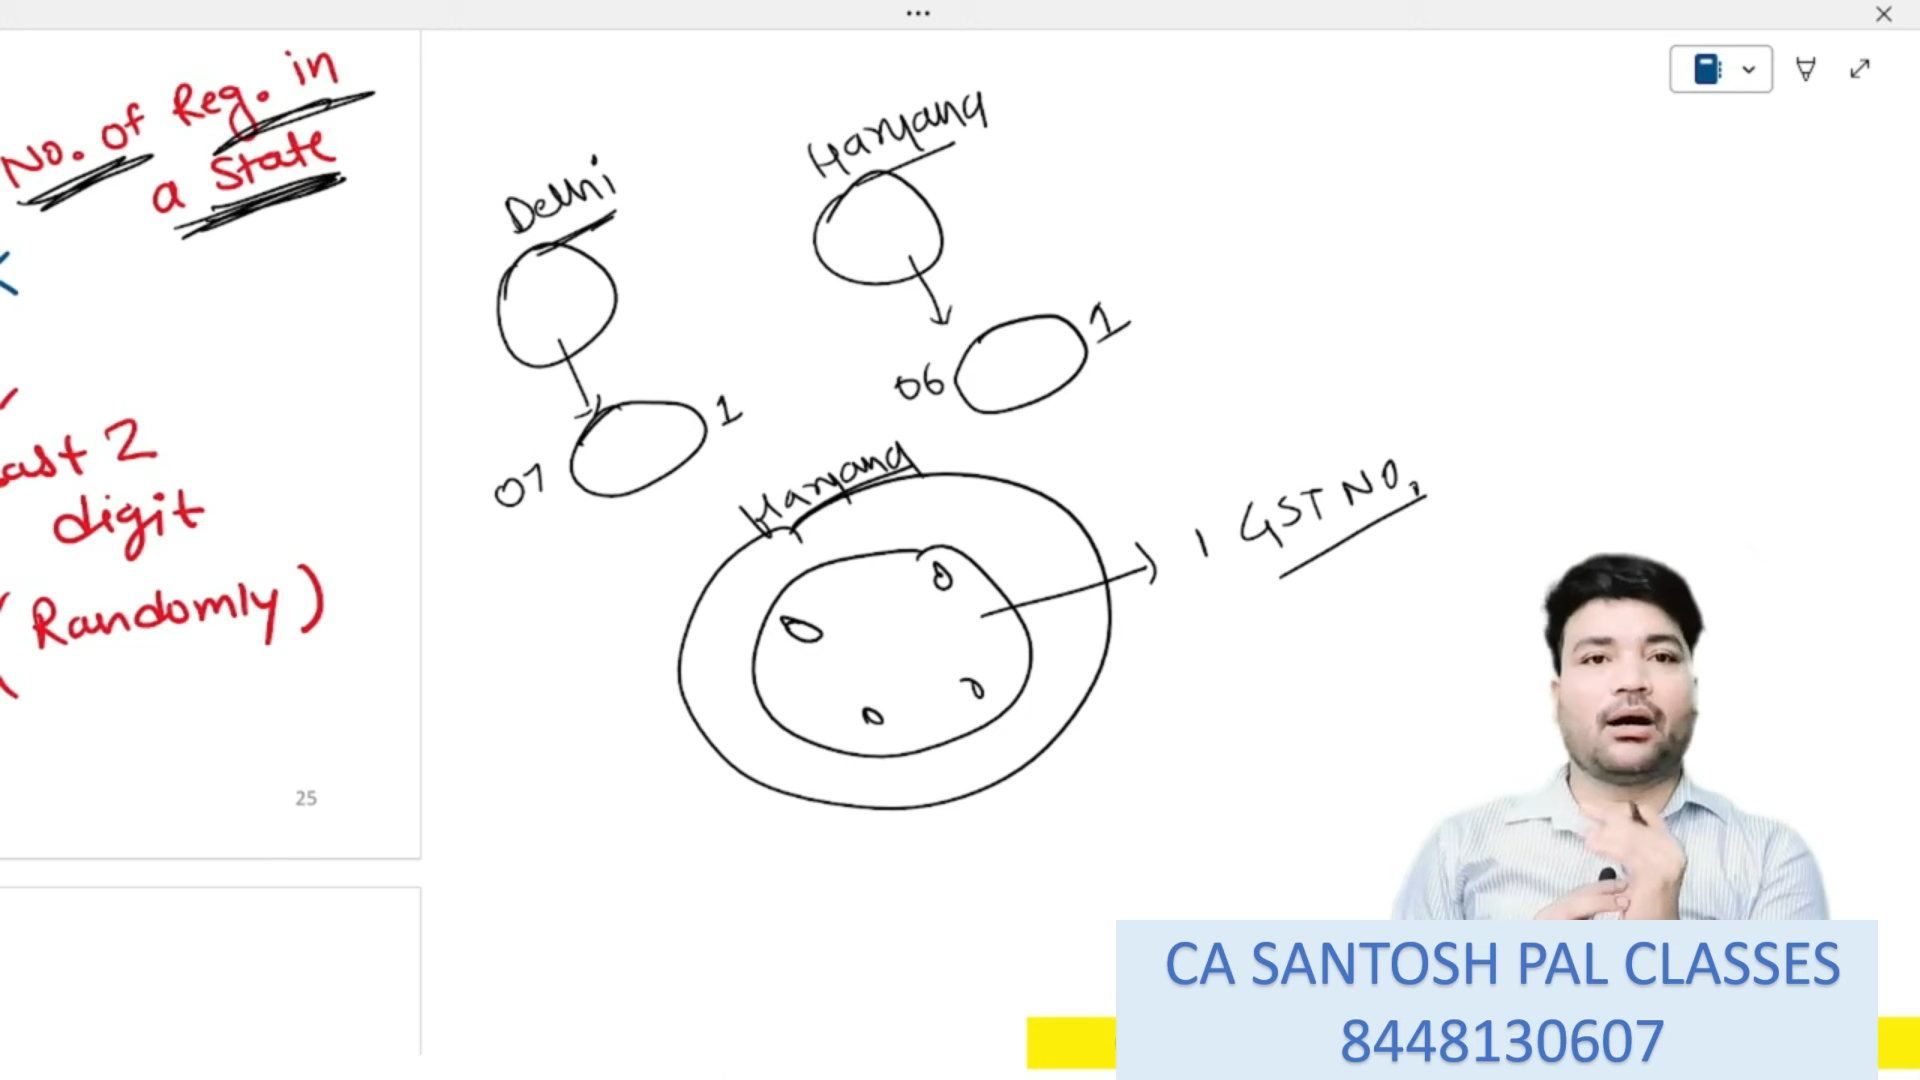 No. of Reg. in
a State
Last 2
digit
(Randomly)
25
Delhi
07
1
Haryana
06
1
Haryana
1 GST NO.
CA SANTOSH PAL CLASSES
8448130607